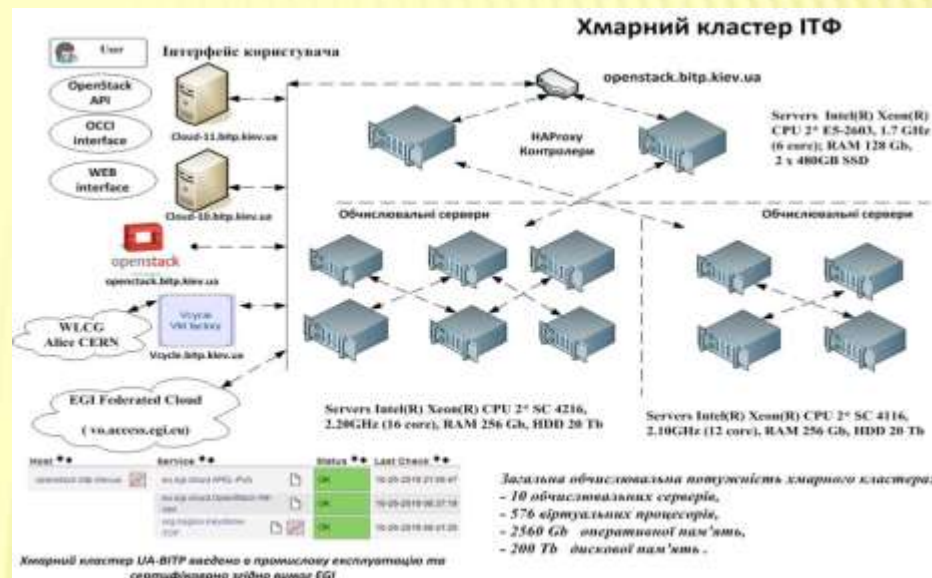 Хмарний кластер ІТФ
User
Інтерфейс користувача
OpenStack
API
OCCI
interface
WEB
interface
Cloud-11.bitp.kiev.ua
Cloud-10.bitp.kiev.ua
openstack
openstack.bitp.kiev.ua
WLCG
Alice CERN
Vcycle
VM factory
Vcycle.bitp.kiev.ua
EGI Federated Cloud
( vo.access.egi.eu)
openstack.bitp.kiev.ua
HAProxy
Контролери
Servers Intel(R) Xeon(R)
CPU 2* E5-2603, 1.7 GHz
(6 core); RAM 128 Gb,
2 x 480GB SSD
Обчислювальні сервери
Обчислювальні сервери
Servers Intel(R) Xeon(R) CPU 2* SC 4216,
2.20GHz (16 core), RAM 256 Gb, HDD 20 Tb
Servers Intel(R) Xeon(R) CPU 2* SC 4116,
2.10GHz (12 core), RAM 256 Gb, HDD 20 Tb
Host Service Status Last Check
OK
OK
OK
Загальна обчислювальна потужність хмарного кластера:
- 10 обчислювальних серверів,
- 576 віртуальних процесорів,
- 2560 Gb оперативної пам'ять,
- 200 Tb дискової пам'ять .
Хмарний кластер UA-BITP введено в промислову експлуатацію та
сертифіковано згідно вимог EGI